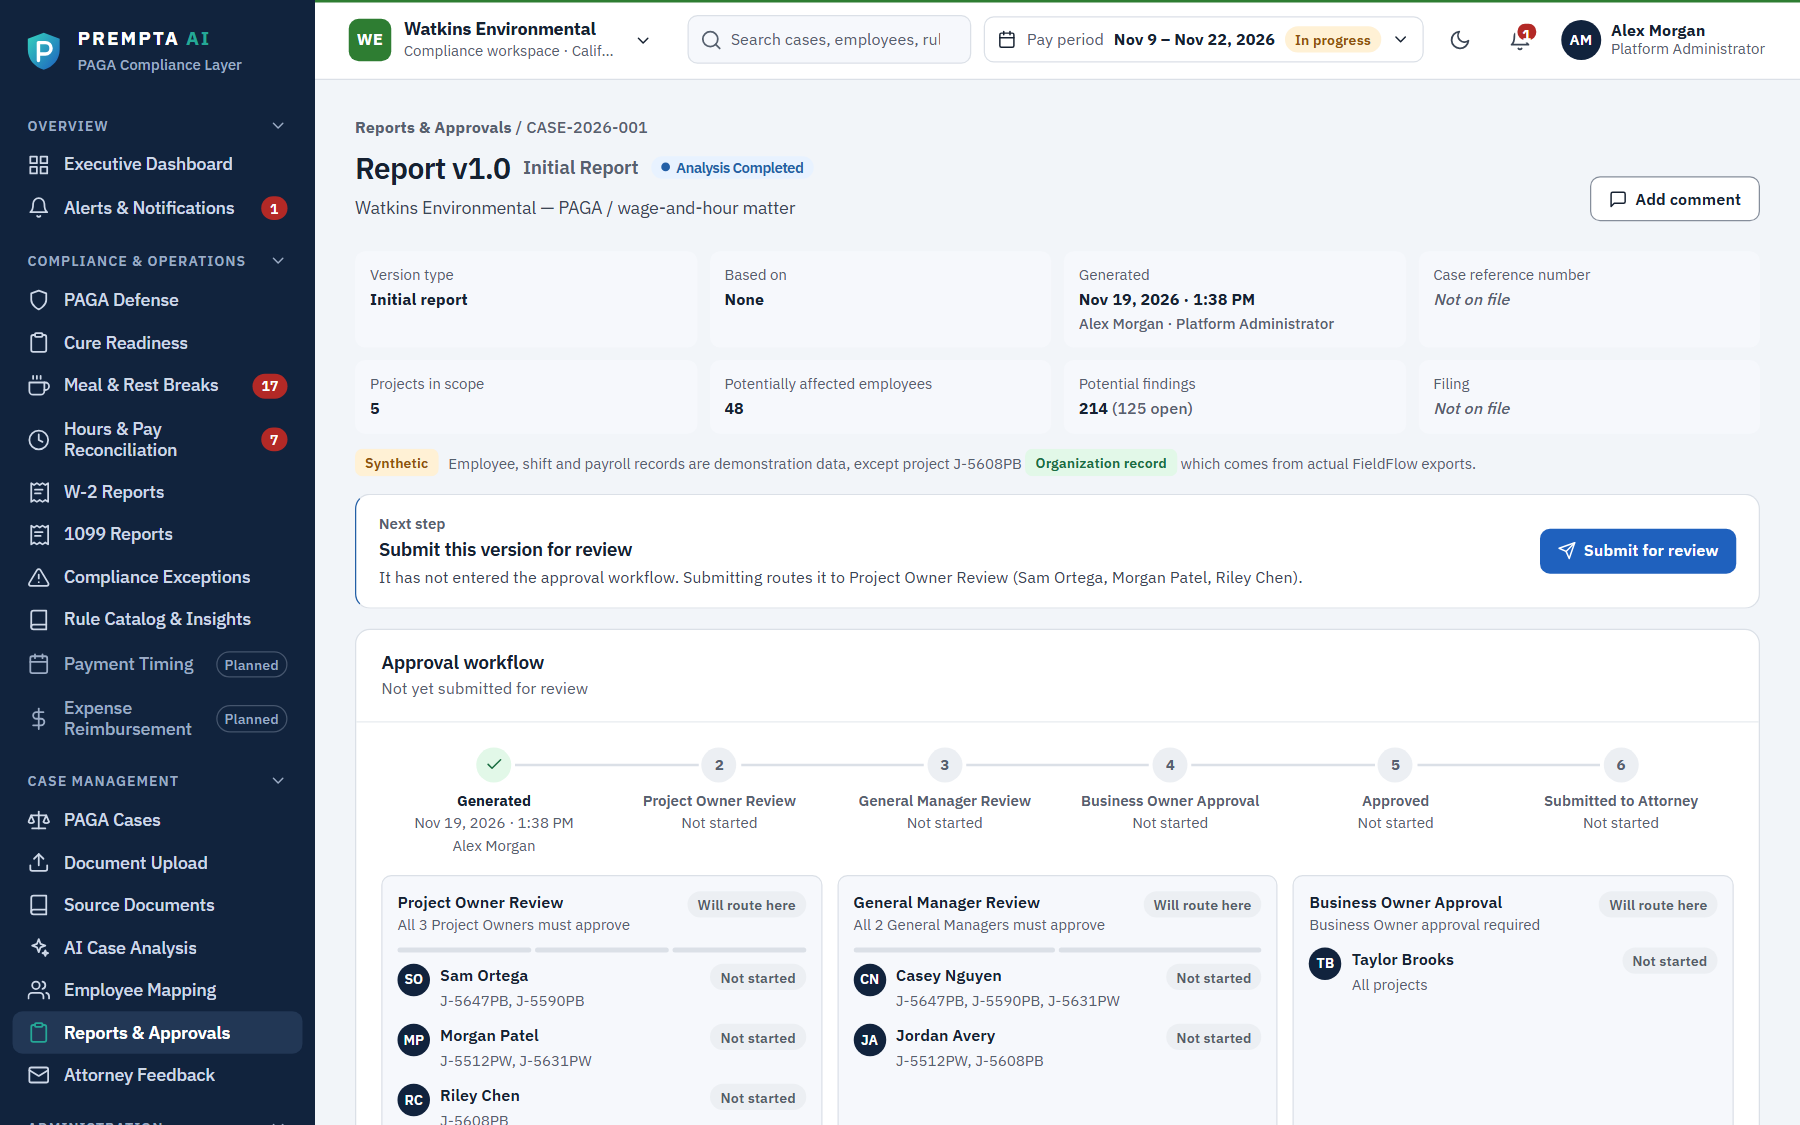 PREMPTA AI
PAGA Compliance Layer
OVERVIEW
Executive Dashboard
Alerts & Notifications
1
COMPLIANCE & OPERATIONS
PAGA Defense
Cure Readiness
Meal & Rest Breaks
17
Hours & Pay
Reconciliation
7
W-2 Reports
1099 Reports
Compliance Exceptions
Rule Catalog & Insights
Payment Timing
Planned
Expense
Reimbursement
Planned
CASE MANAGEMENT
PAGA Cases
Document Upload
Source Documents
AI Case Analysis
Employee Mapping
Reports & Approvals
Attorney Feedback
WE
Watkins Environmental
Compliance workspace · Calif...
Search cases, employees, rul
Pay period Nov 9 – Nov 22, 2026 In progress
1
AM
Alex Morgan
Platform Administrator
Reports & Approvals / CASE-2026-001
Report v1.0 Initial Report Analysis Completed
Watkins Environmental — PAGA / wage-and-hour matter
Add comment
Version type
Initial report
Based on
None
Generated
Nov 19, 2026 · 1:38 PM
Alex Morgan · Platform Administrator
Case reference number
Not on file
Projects in scope
5
Potentially affected employees
48
Potential findings
214 (125 open)
Filing
Not on file
Synthetic Employee, shift and payroll records are demonstration data, except project J-5608PB Organization record which comes from actual FieldFlow exports.
Next step
Submit this version for review
It has not entered the approval workflow. Submitting routes it to Project Owner Review (Sam Ortega, Morgan Patel, Riley Chen).
Submit for review
Approval workflow
Not yet submitted for review
Generated
Nov 19, 2026 · 1:38 PM
Alex Morgan
2
Project Owner Review
Not started
3
General Manager Review
Not started
4
Business Owner Approval
Not started
5
Approved
Not started
6
Submitted to Attorney
Not started
Project Owner Review
Will route here
All 3 Project Owners must approve
SO
Sam Ortega
Not started
J-5647PB, J-5590PB
MP
Morgan Patel
Not started
J-5512PW, J-5631PW
RC
Riley Chen
Not started
J-5608PB
General Manager Review
Will route here
All 2 General Managers must approve
CN
Casey Nguyen
Not started
J-5647PB, J-5590PB, J-5631PW
JA
Jordan Avery
Not started
J-5512PW, J-5608PB
Business Owner Approval
Will route here
Business Owner approval required
TB
Taylor Brooks
Not started
All projects